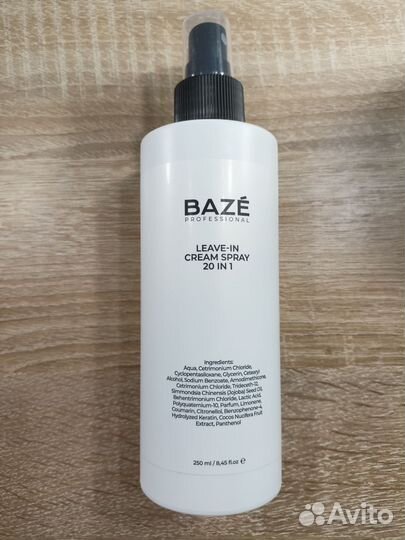 BAZÉ
PROFESSIONAL
LEAVE-IN
CREAM SPRAY
20 IN 1
Ingredients:
Aqua, Cetrimonium Chloride,
Cyclopentasiloxane, Glycerin, Cetearyl
Alcohol, Sodium Benzoate, Amodimethicone,
Cetrimonium Chloride, Trideceth-12,
Simmondsia Chinensis (Jojoba) Seed Oil,
Behentrimonium Chloride, Lactic Acid,
Polyquaternium-10, Parfum, Limonene,
Coumarin, Citronellol, Benzophenone-4,
Hydrolyzed Keratin, Cocos Nucifera Fruit
Extract, Panthenol
250 ml / 8,45 fl.oz ℮
Avito